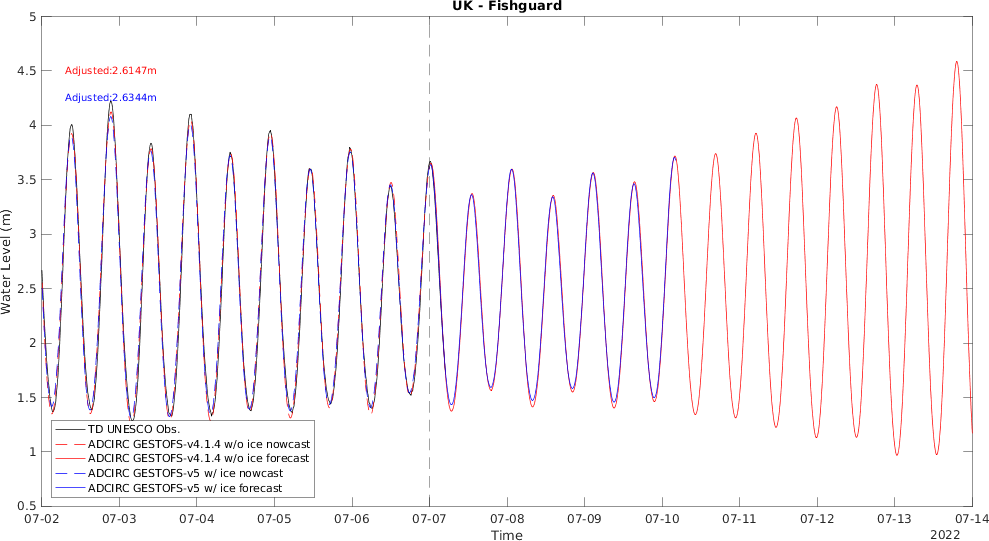 UK - Fishguard
5
4.5
4
3.5
3
2.5
2
1.5
1
0.5
Water Level (m)
Adjusted:2.6147m
Adjusted:2.6344m
TD UNESCO Obs.
ADCIRC GESTOFS-v4.1.4 w/o ice nowcast
ADCIRC GESTOFS-v4.1.4 w/o ice forecast
ADCIRC GESTOFS-v5 w/ ice nowcast
ADCIRC GESTOFS-v5 w/ ice forecast
07-02 07-03 07-04 07-05 07-06 07-07 07-08 07-09 07-10 07-11 07-12 07-13 07-14
Time
2022